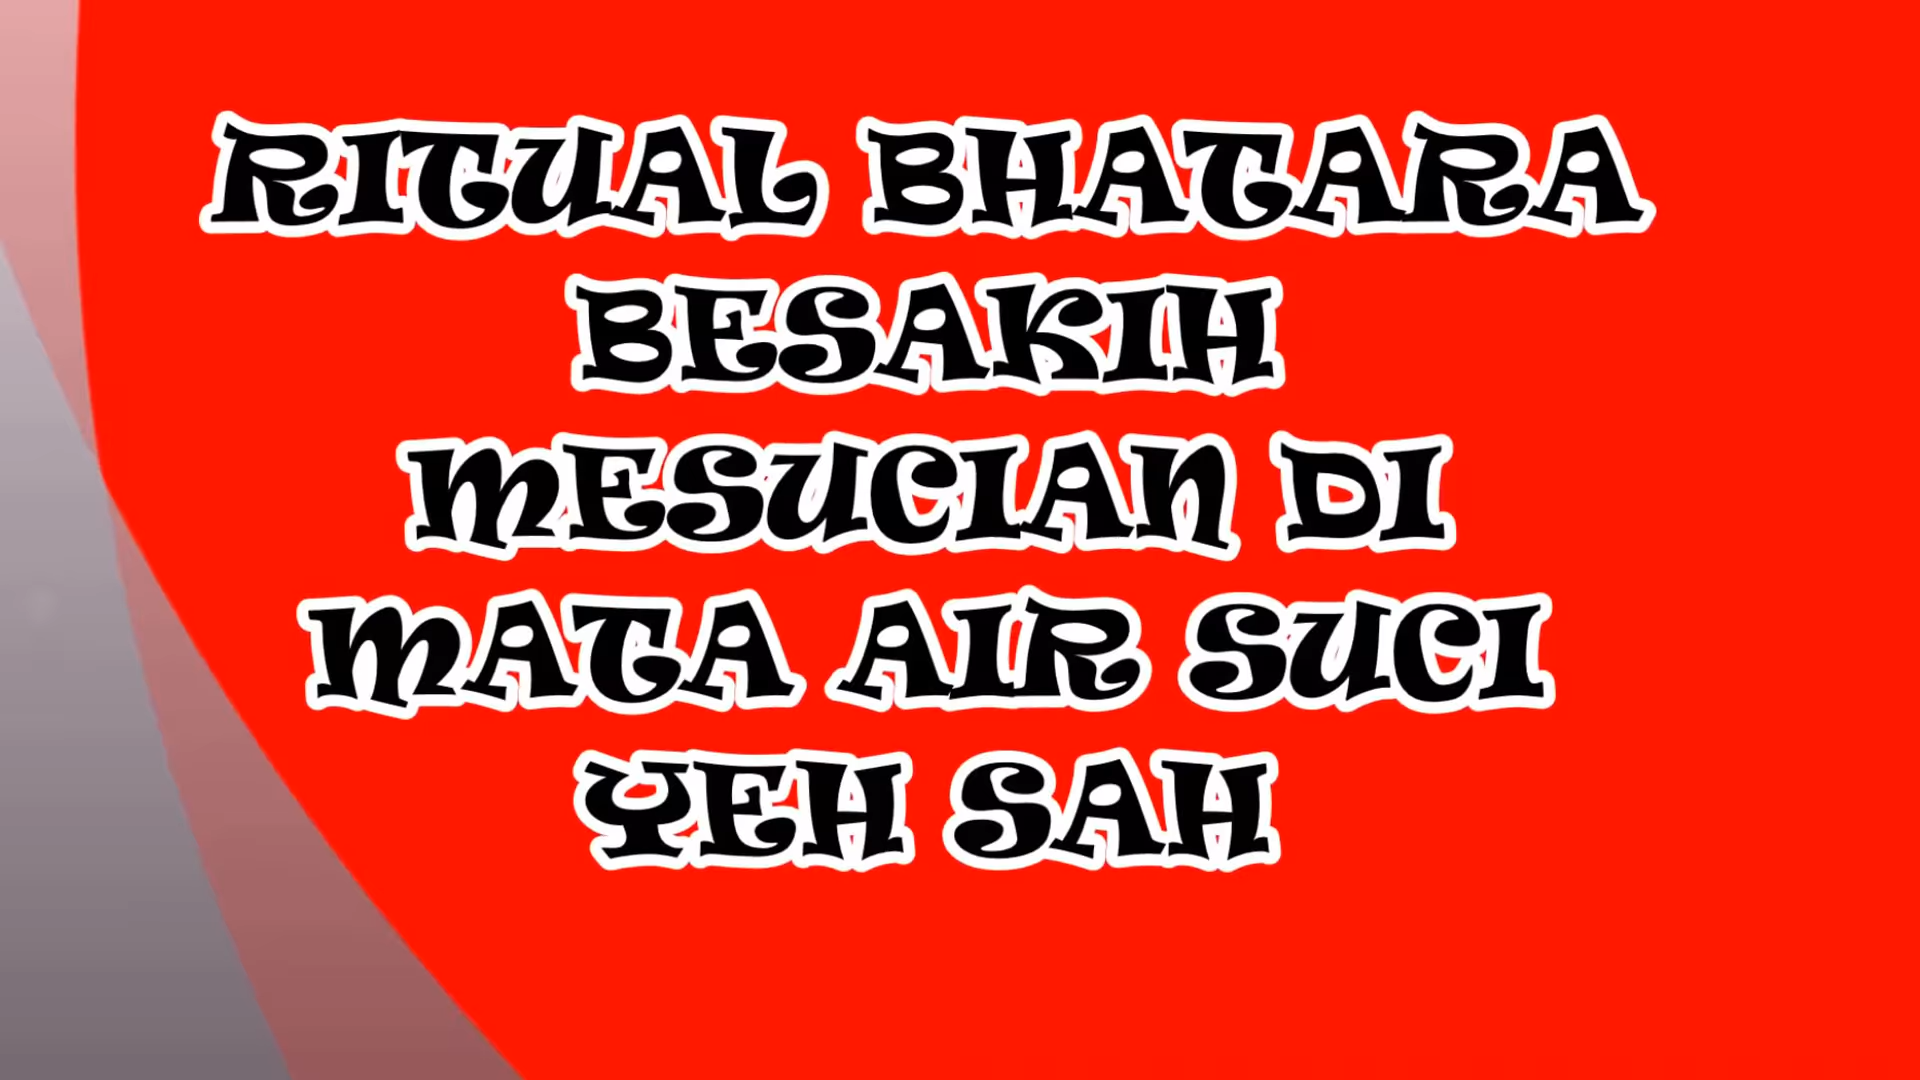 RITUAL BHATARA
BESAKIH
MESUCIAN DI
MATA AIR SUCI
YEH SAH